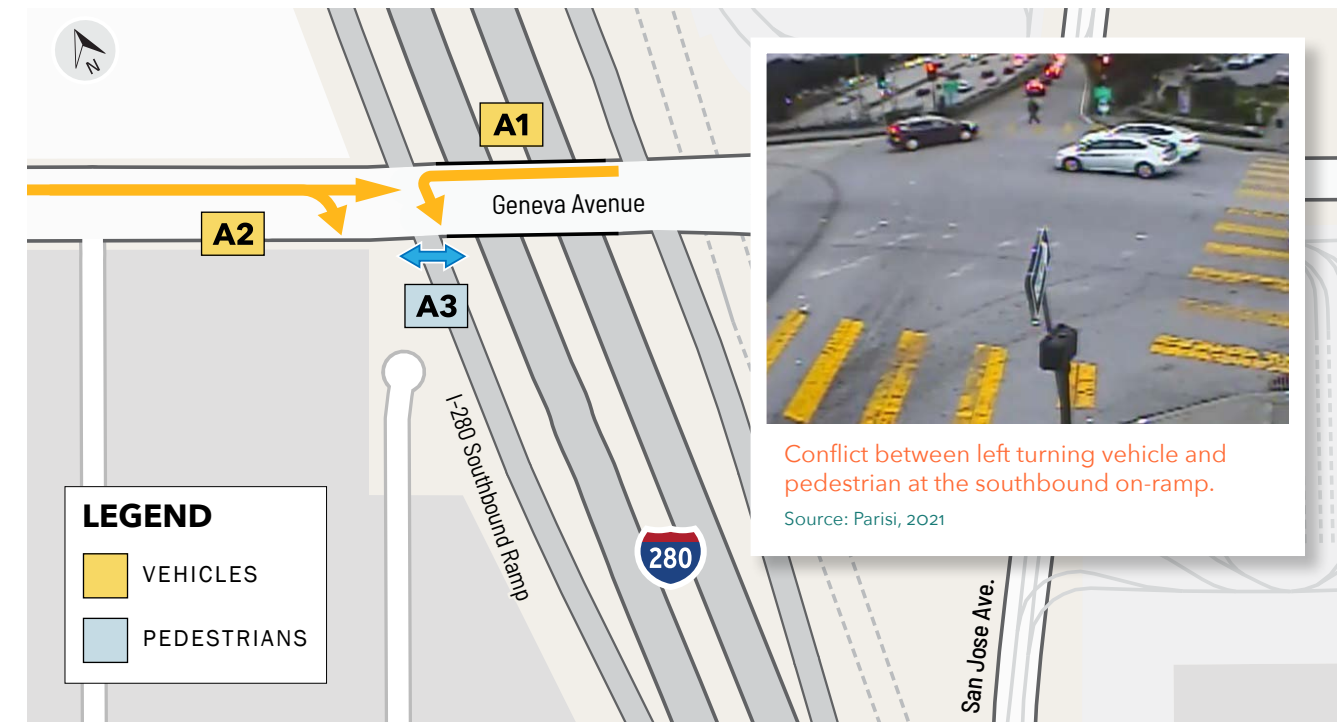 N
A1
Geneva Avenue
A2
A3
I-280 Southbound Ramp
280
San Jose Ave.
LEGEND
VEHICLES
PEDESTRIANS
Conflict between left turning vehicle and
pedestrian at the southbound on-ramp.
Source: Parisi, 2021